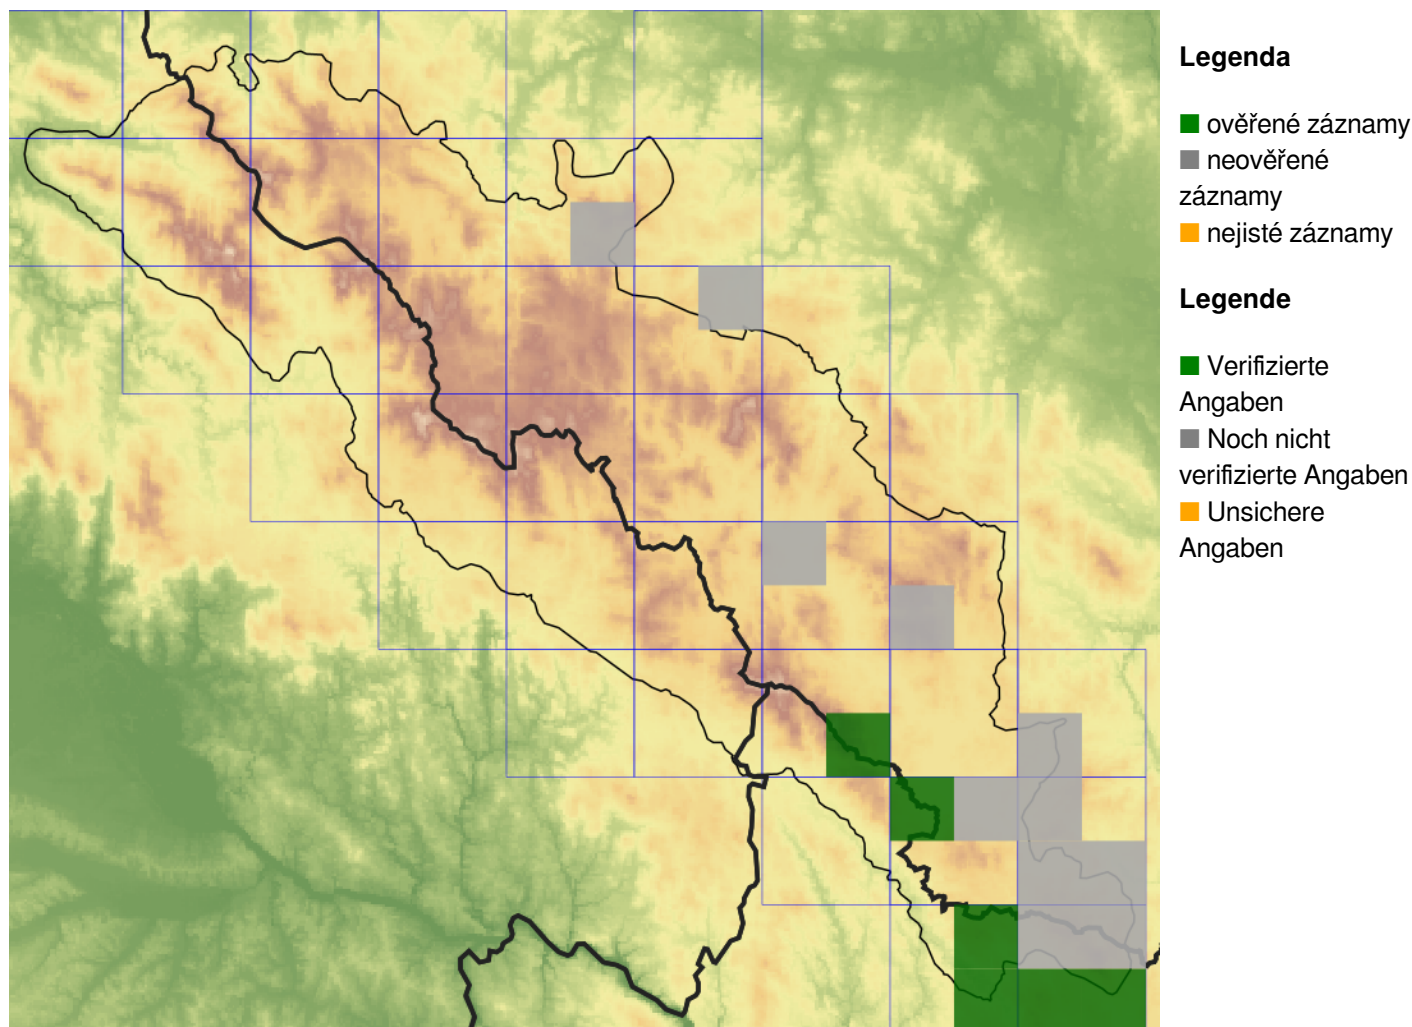 Legenda
ověřené záznamy
neověřené
záznamy
nejisté záznamy
Legende
Verifizierte
Angaben
Noch nicht
verifizierte Angaben
Unsichere
Angaben